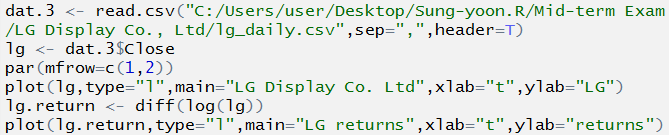 dat.3 <- read.csv("C:/Users/user/Desktop/Sung-yoon.R/Mid-term Exam
/LG Display Co., Ltd/lg_daily.csv",sep=",",header=T)
lg <- dat.3$Close
par(mfrow=c(1,2))
plot(lg,type="l",main="LG Display Co. Ltd",xlab="t",ylab="LG")
lg.return <- diff(log(lg))
plot(lg.return,type="l",main="LG returns",xlab="t",ylab="returns")